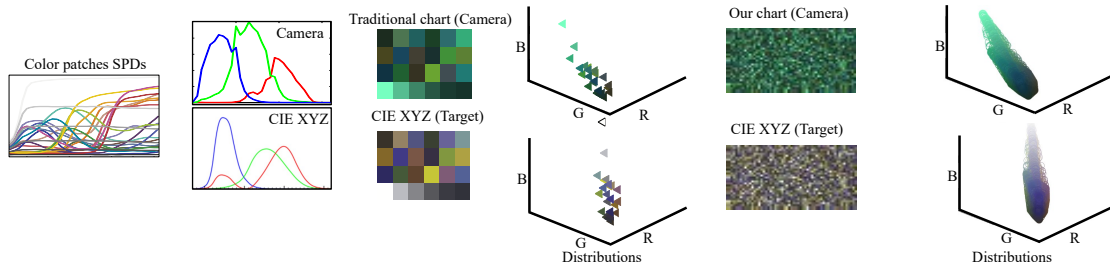 Color patches SPDs
Camera
CIE XYZ
Traditional chart (Camera)
CIE XYZ (Target)
B
G
R
B
G
R
Distributions
Our chart (Camera)
CIE XYZ (Target)
B
G
R
B
G
R
Distributions